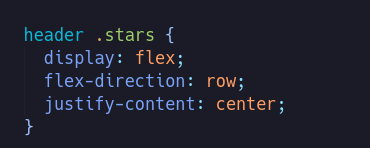 header .stars {
  display: flex;
  flex-direction: row;
  justify-content: center;
}